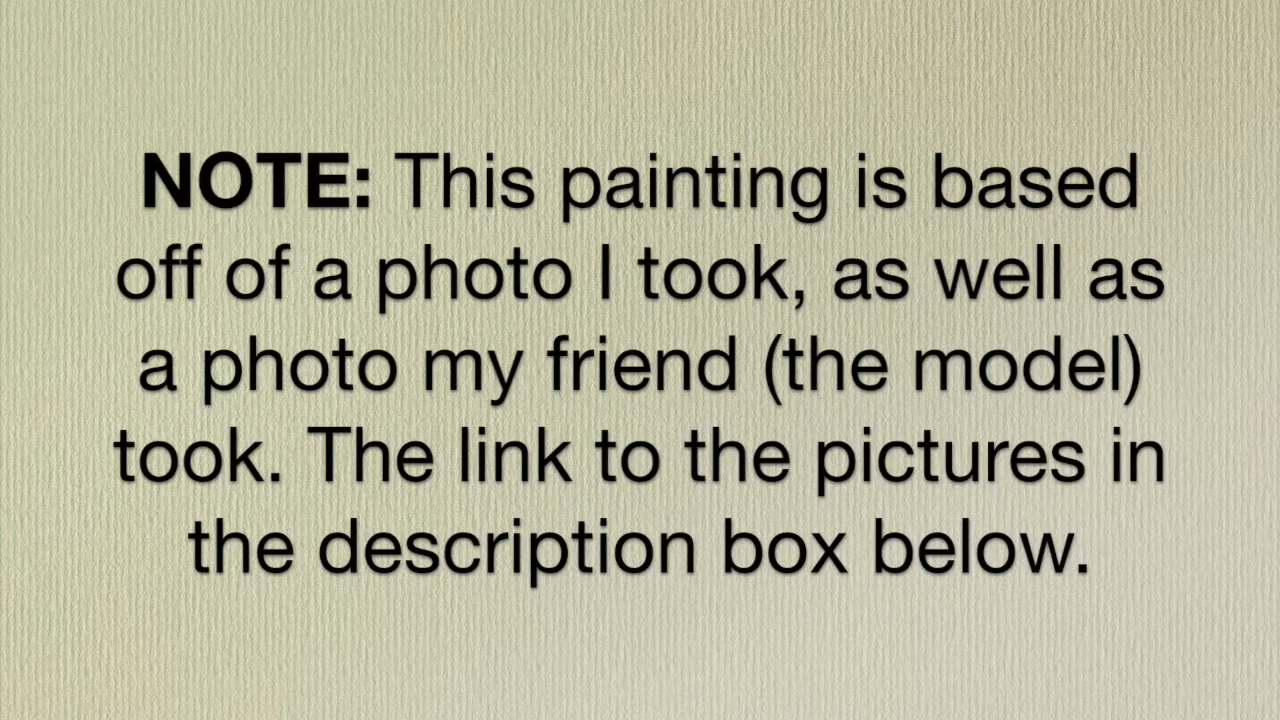 NOTE: This painting is based
off of a photo I took, as well as
a photo my friend (the model)
took. The link to the pictures in
the description box below.